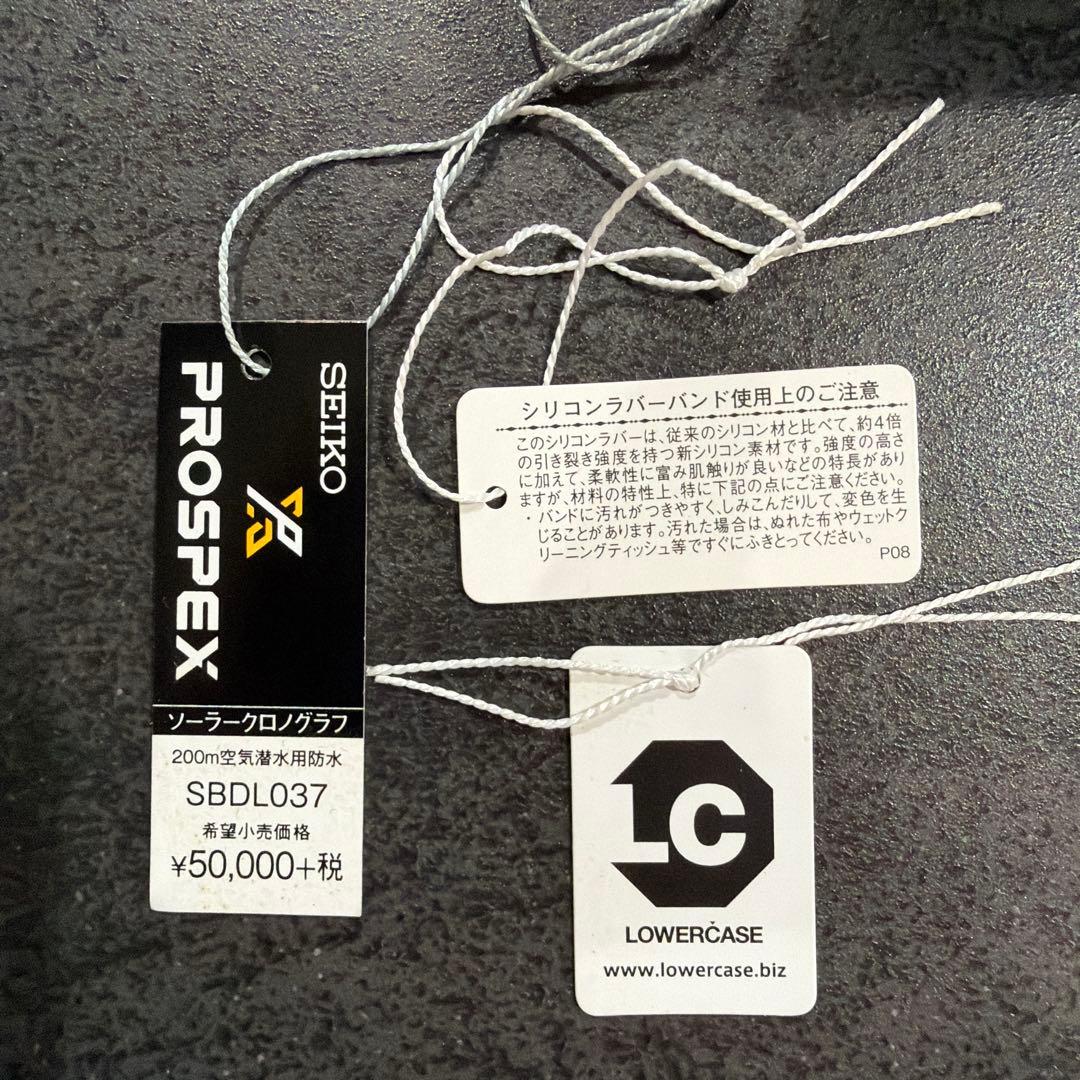 SEIKO
PROSPEX
ソーラークロノグラフ
200m空気潜水用防水
SBDL037
希望小売価格
¥50,000+税
シリコンラバーバンド使用上のご注意
このシリコンラバーは、従来のシリコン材と比べて、約4倍
の引き裂き強度を持つ新シリコン素材です。強度の高さ
に加えて、柔軟性に富み肌触りが良いなどの特長があり
ますが、材料の特性上、特に下記の点にご注意ください。
・バンドに汚れがつきやすく、しみこんだりして、変色を生
じることがあります。汚れた場合は、ぬれた布やウェットク
リーニングティッシュ等ですぐにふきとってください。
P08
LC
LOWERČASE
www.lowercase.biz